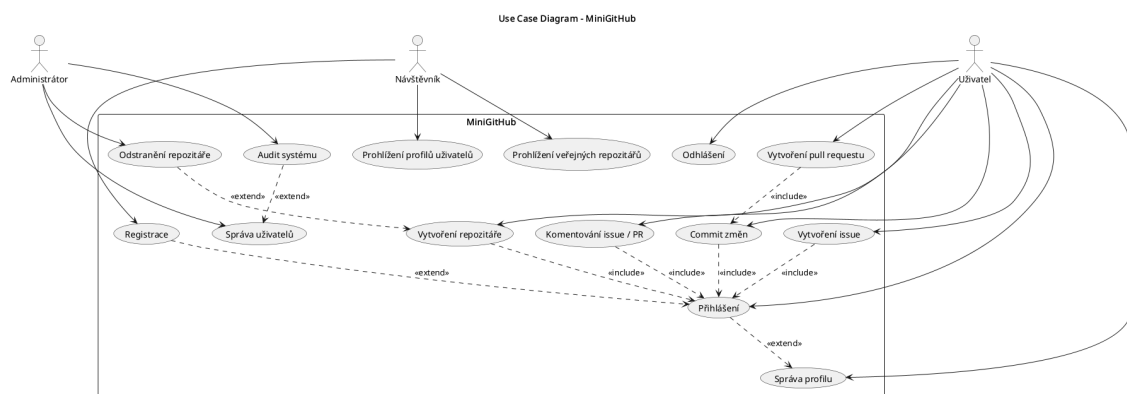 Use Case Diagram - MiniGitHub
Administrátor
Návštěvník
Uživatel
MiniGitHub
Odstranění repozitáře
Audit systému
Prohlížení profilů uživatelů
Prohlížení veřejných repozitářů
Odhlášení
Vytvoření pull requestu
«extend»
«extend»
«include»
Registrace
Správa uživatelů
Vytvoření repozitáře
Komentování issue / PR
Commit změn
Vytvoření issue
«extend»
«include»
«include»
«include»
«include»
Přihlášení
«extend»
Správa profilu